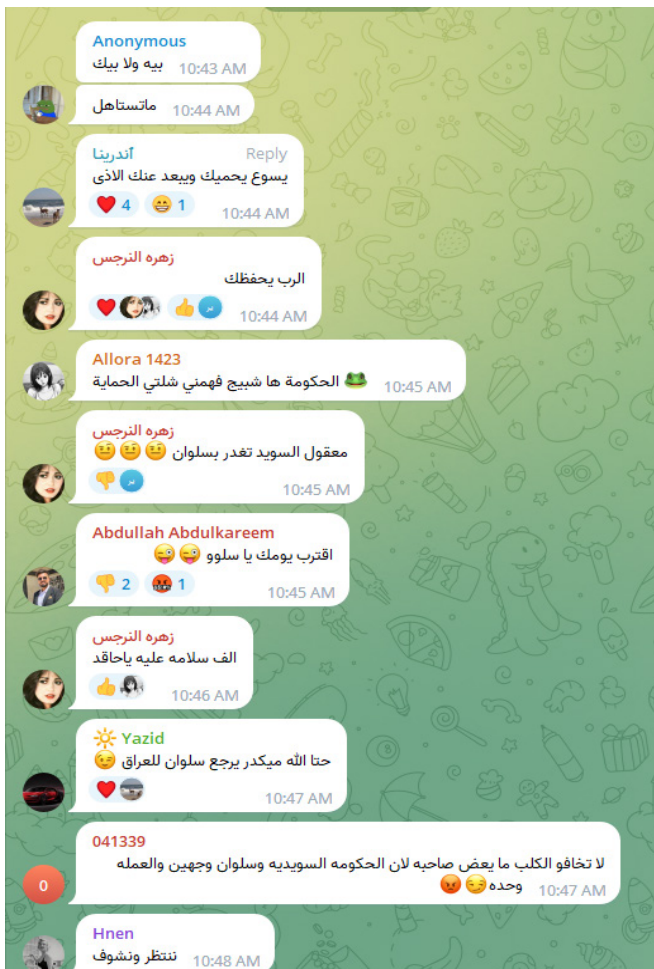 Anonymous
بيه ولا بيك
10:43 AM
ماتستاهل
10:44 AM
آندرينا
Reply
يسوع يحميك ويبعد عنك الاذى
4
1
10:44 AM
زهره النرجس
الرب يحفظك
10:44 AM
Allora 1423
الحكومة ها شبيج فهمني شلتي الحماية 🐸
10:45 AM
زهره النرجس
معقول السويد تغدر بسلوان 🤨 🤨 🤨
10:45 AM
Abdullah Abdulkareem
اقترب يومك يا سلوو 😜 😜
2
1
10:45 AM
زهره النرجس
الف سلامه عليه ياحاقد
10:46 AM
Yazid
حتا الله ميكدر يرجع سلوان للعراق 😉
10:47 AM
041339
لا تخافو الكلب ما يعض صاحبه لان الحكومه السويديه وسلوان وجهين والعمله
وحده 😏 😡
10:47 AM
0
Hnen
ننتظر ونشوف
10:48 AM